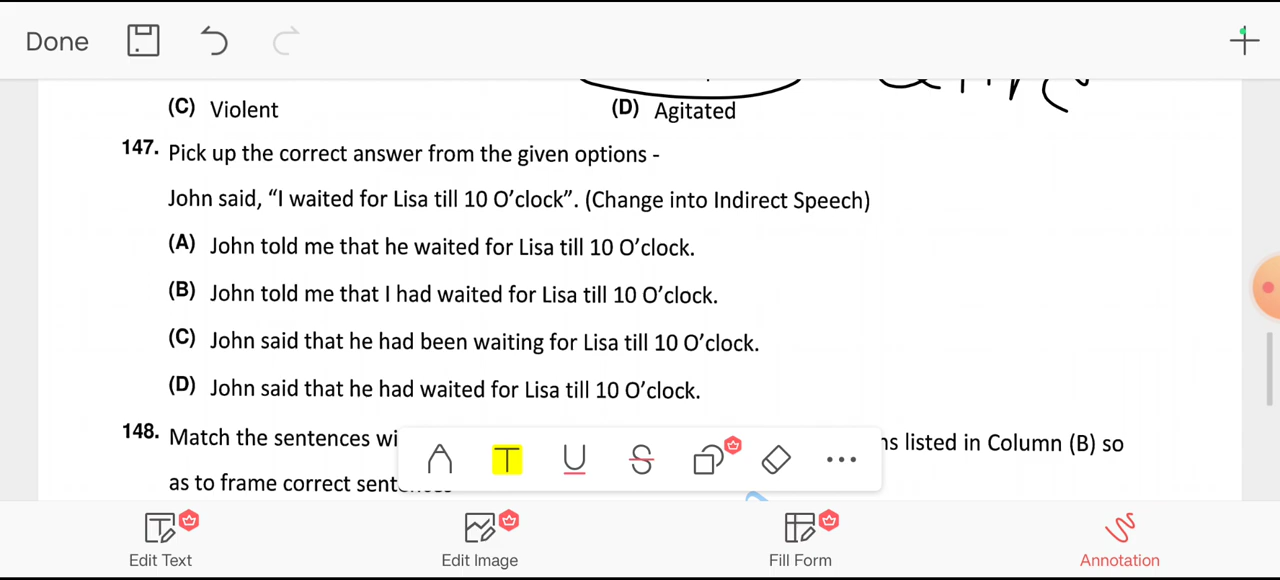 Done
(C) Violent (D) Agitated
147. Pick up the correct answer from the given options -
John said, “I waited for Lisa till 10 O’clock”. (Change into Indirect Speech)
(A) John told me that he waited for Lisa till 10 O’clock.
(B) John told me that I had waited for Lisa till 10 O’clock.
(C) John said that he had been waiting for Lisa till 10 O’clock.
(D) John said that he had waited for Lisa till 10 O’clock.
148. Match the sentences listed in Column (B) so
as to frame correct
T U S
Edit Text Edit Image Fill Form Annotation